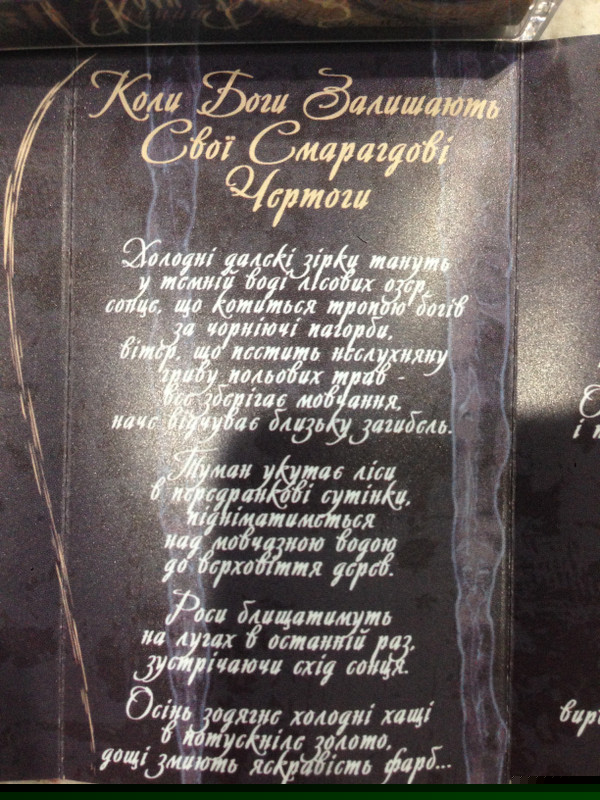 Коли Боги Залишають
Свої Смарагдові
Чертоги
Холодні далекі зірки тануть
у темній воді лісових озер,
сонце, що котиться тропою богів
за чорніючі пагорби,
вітер, що пестить неслухняну
гриву польових трав -
все зберігає мовчання,
наче відчуває близьку загибель.
Туман укутає ліси
в передранкові сутінки,
підніматиметься
над мовчазною водою
до верховіття дерев.
Роси блищатимуть
на лугах в останній раз,
зустрічаючи схід сонця.
Осінь зодягне холодні хащі
в потускніле золото,
дощі змиють яскравість фарб...